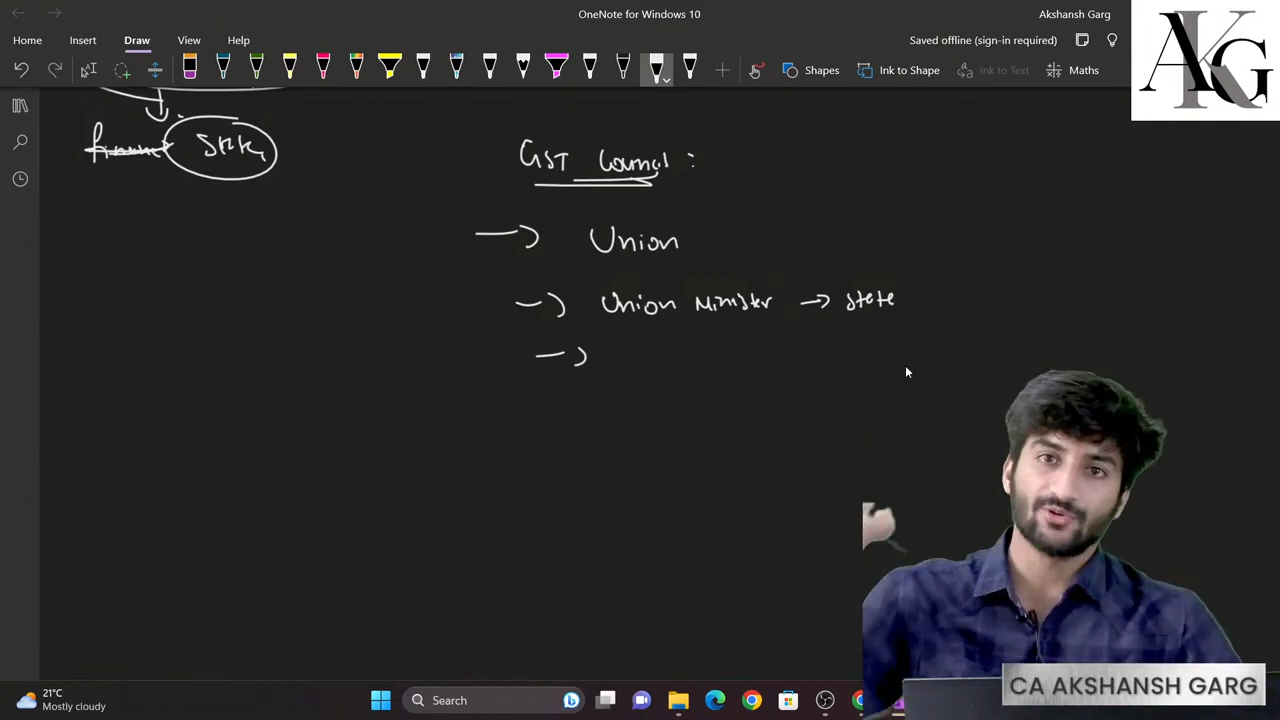 OneNote for Windows 10
Akshansh Garg
Home Insert Draw View Help
Saved offline (sign-in required)
Shapes
Ink to Shape
Ink to Text
Maths
AKG
GST Council :
→ Union
→ Union Minister → State
→
21°C
Mostly cloudy
Search
CA AKSHANSH GARG